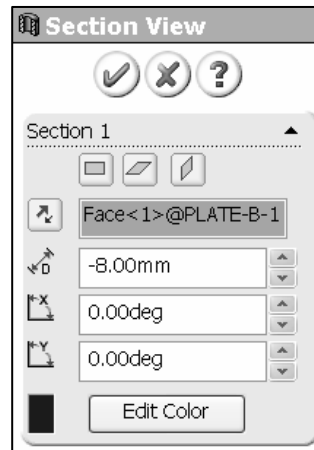 Section View
?
Section 1
Face<1>@PLATE-B-1
D
-8.00mm
X
0.00deg
Y
0.00deg
Edit Color